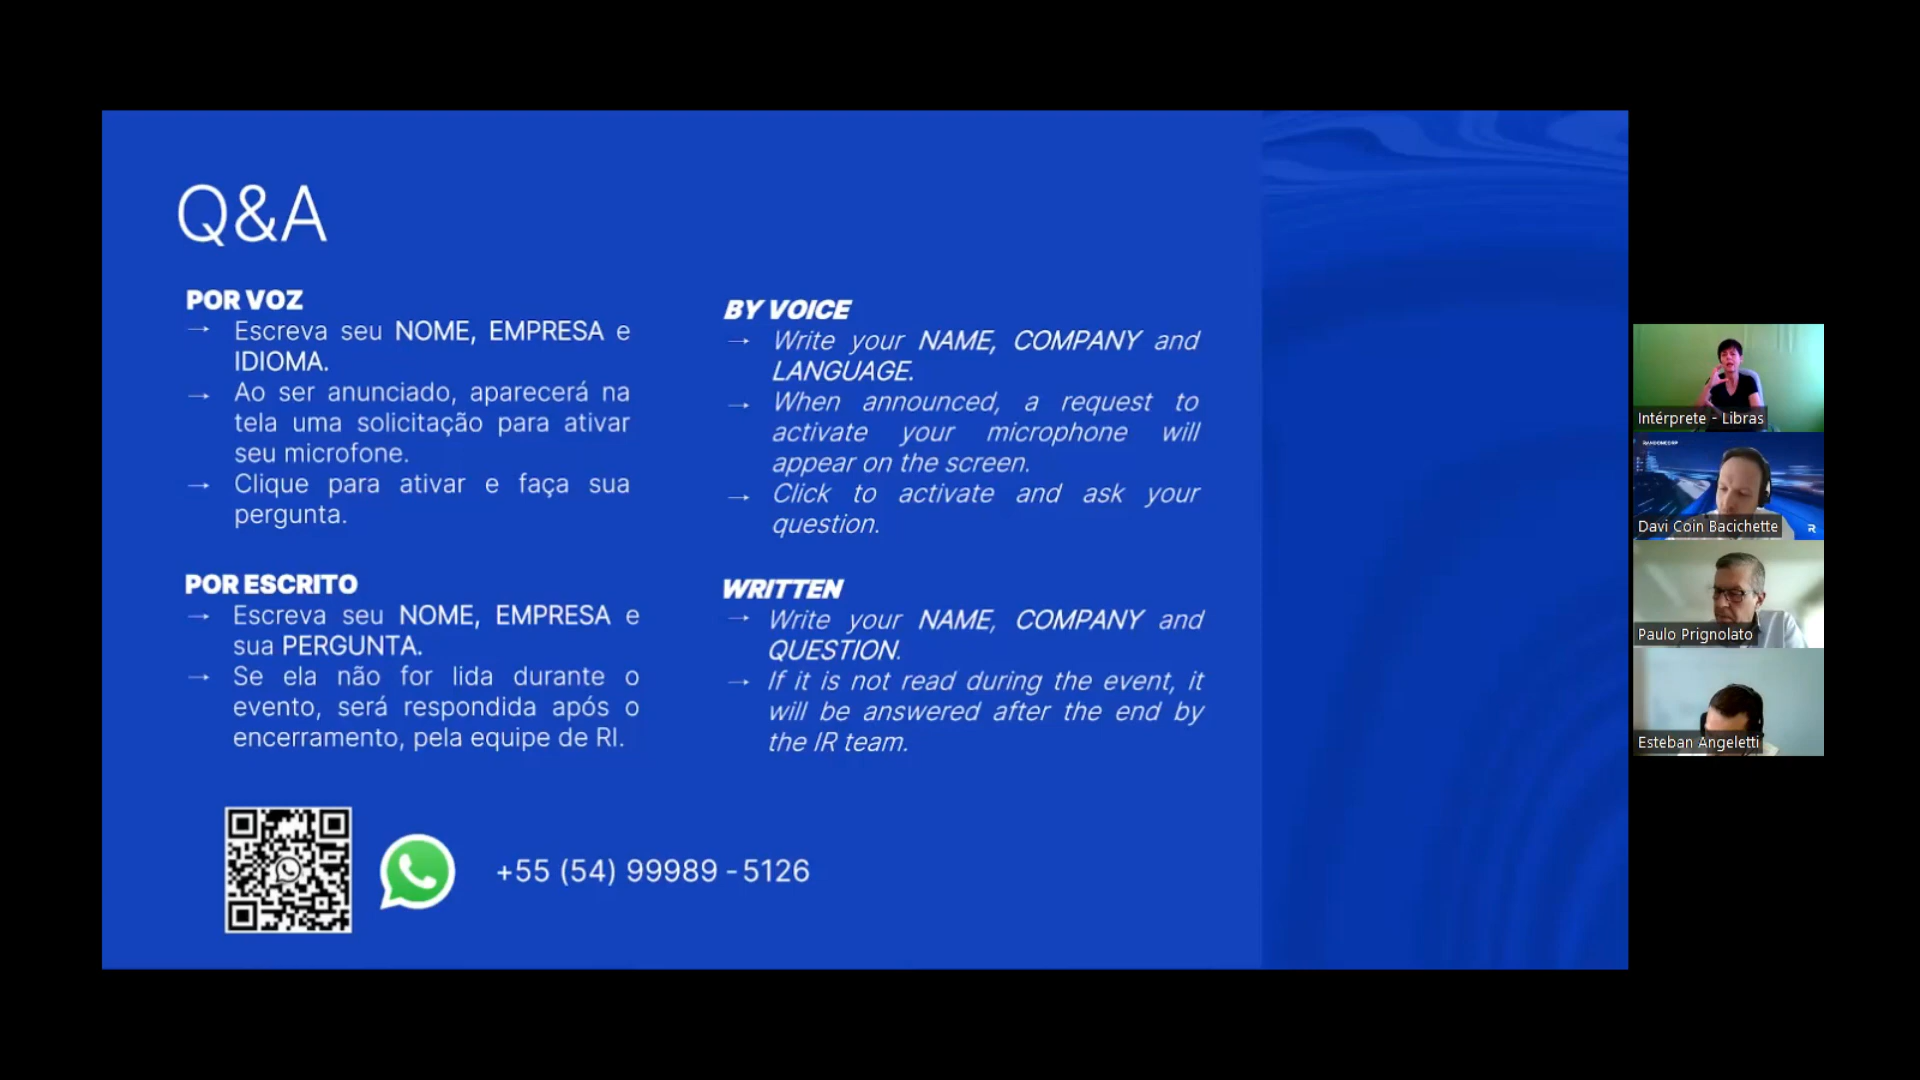 Q&A
POR VOZ
→ Escreva seu NOME, EMPRESA e
IDIOMA.
→ Ao ser anunciado, aparecerá na
tela uma solicitação para ativar
seu microfone.
→ Clique para ativar e faça sua
pergunta.
POR ESCRITO
→ Escreva seu NOME, EMPRESA e
sua PERGUNTA.
→ Se ela não for lida durante o
evento, será respondida após o
encerramento, pela equipe de RI.
BY VOICE
→ Write your NAME, COMPANY and
LANGUAGE.
→ When announced, a request to
activate your microphone will
appear on the screen.
→ Click to activate and ask your
question.
WRITTEN
→ Write your NAME, COMPANY and
QUESTION.
→ If it is not read during the event, it
will be answered after the end by
the IR team.
+55 (54) 99989-5126
Intérprete - Libras
RANDONCORP
Davi Coin Bacichette
R
Paulo Prignolato
Esteban Angeletti